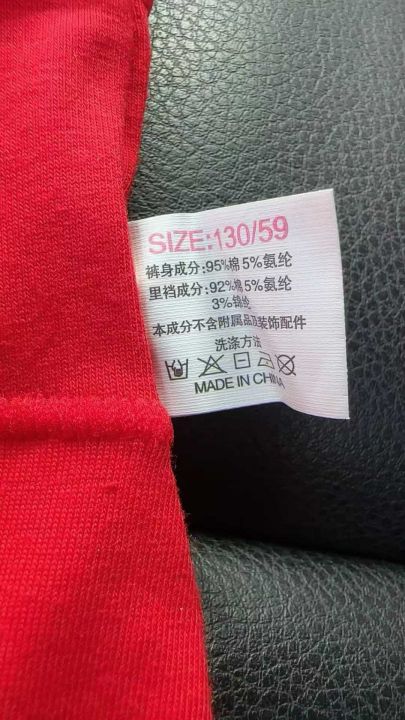 SIZE:130/59
裤身成分:95%棉5%氨纶
里裆成分:92%棉5%氨纶
3%锦纶
本成分不含附属品及装饰配件
洗涤方法
MADE IN CHINA